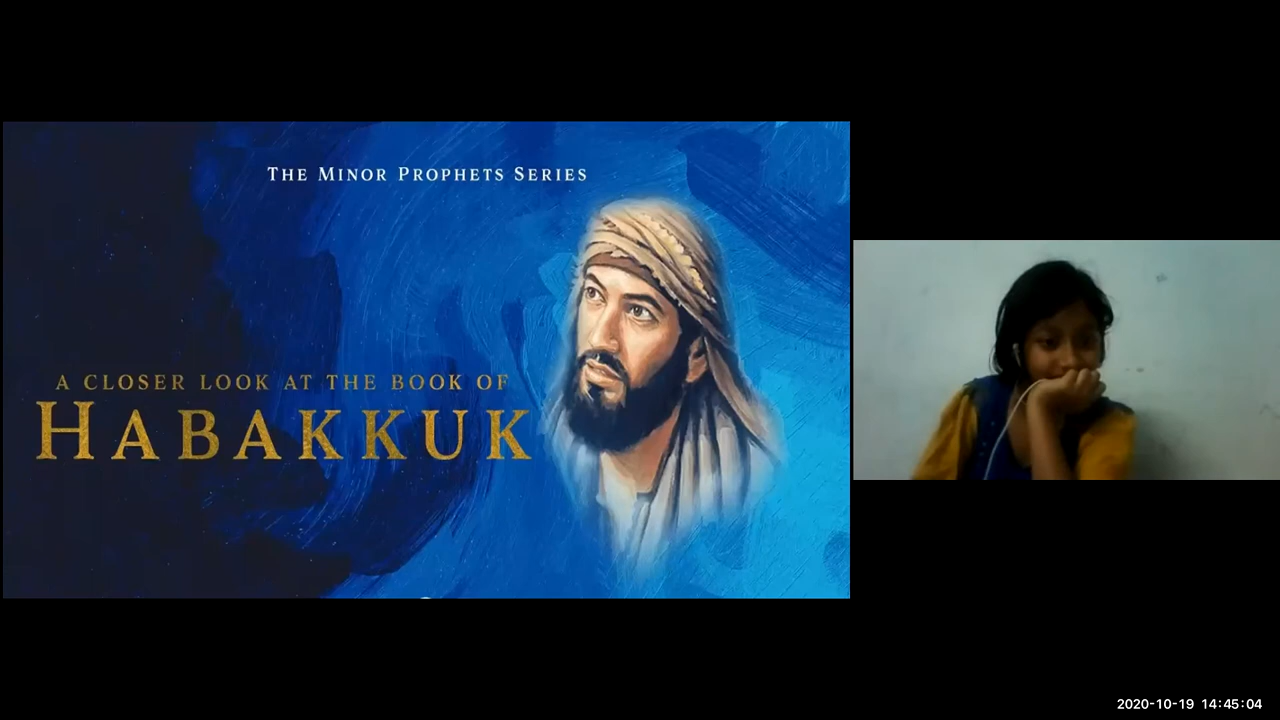 THE MINOR PROPHETS SERIES
A CLOSER LOOK AT THE BOOK OF
HABAKKUK
2020-10-19 14:45:04